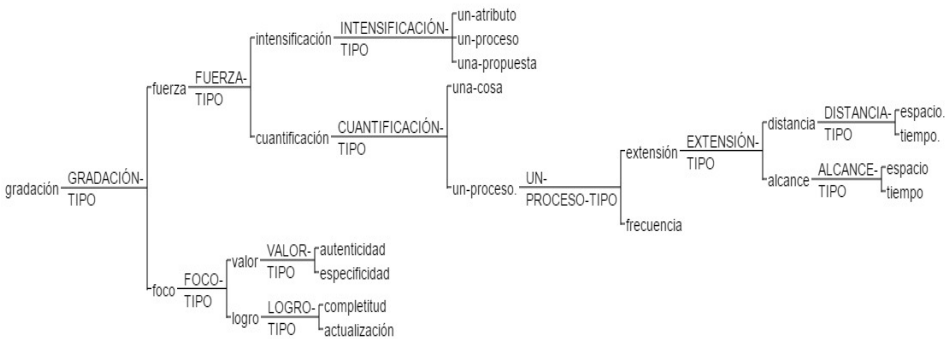 gradación GRADACIÓN-
TIPO
fuerza FUERZA-
TIPO
intensificación INTENSIFICACIÓN-
TIPO
un-atributo
un-proceso
una-propuesta
cuantificación CUANTIFICACIÓN-
TIPO
una-cosa
un-proceso. UN-
PROCESO-TIPO
extensión EXTENSIÓN-
TIPO
distancia DISTANCIA-
TIPO
espacio.
tiempo.
alcance ALCANCE-
TIPO
espacio
tiempo
frecuencia
foco FOCO-
TIPO
valor VALOR-
TIPO
autenticidad
especificidad
logro LOGRO-
TIPO
completitud
actualización